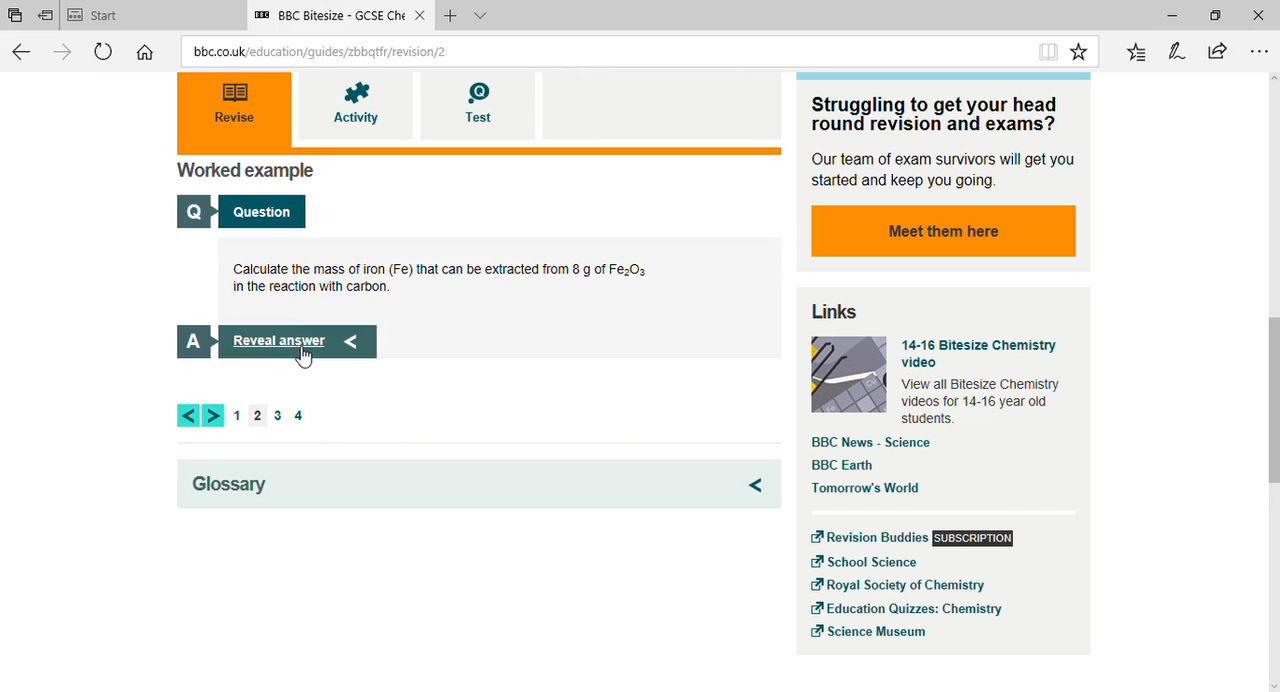 Start
BBC BBC Bitesize - GCSE Che
bbc.co.uk/education/guides/zbbqtfr/revision/2
Revise
Activity
Test
Worked example
Q Question
Calculate the mass of iron (Fe) that can be extracted from 8 g of Fe₂O₃
in the reaction with carbon.
A Reveal answer <
< > 1 2 3 4
Glossary <
Struggling to get your head
round revision and exams?
Our team of exam survivors will get you
started and keep you going.
Meet them here
Links
14-16 Bitesize Chemistry
video
View all Bitesize Chemistry
videos for 14-16 year old
students.
BBC News - Science
BBC Earth
Tomorrow's World
Revision Buddies SUBSCRIPTION
School Science
Royal Society of Chemistry
Education Quizzes: Chemistry
Science Museum